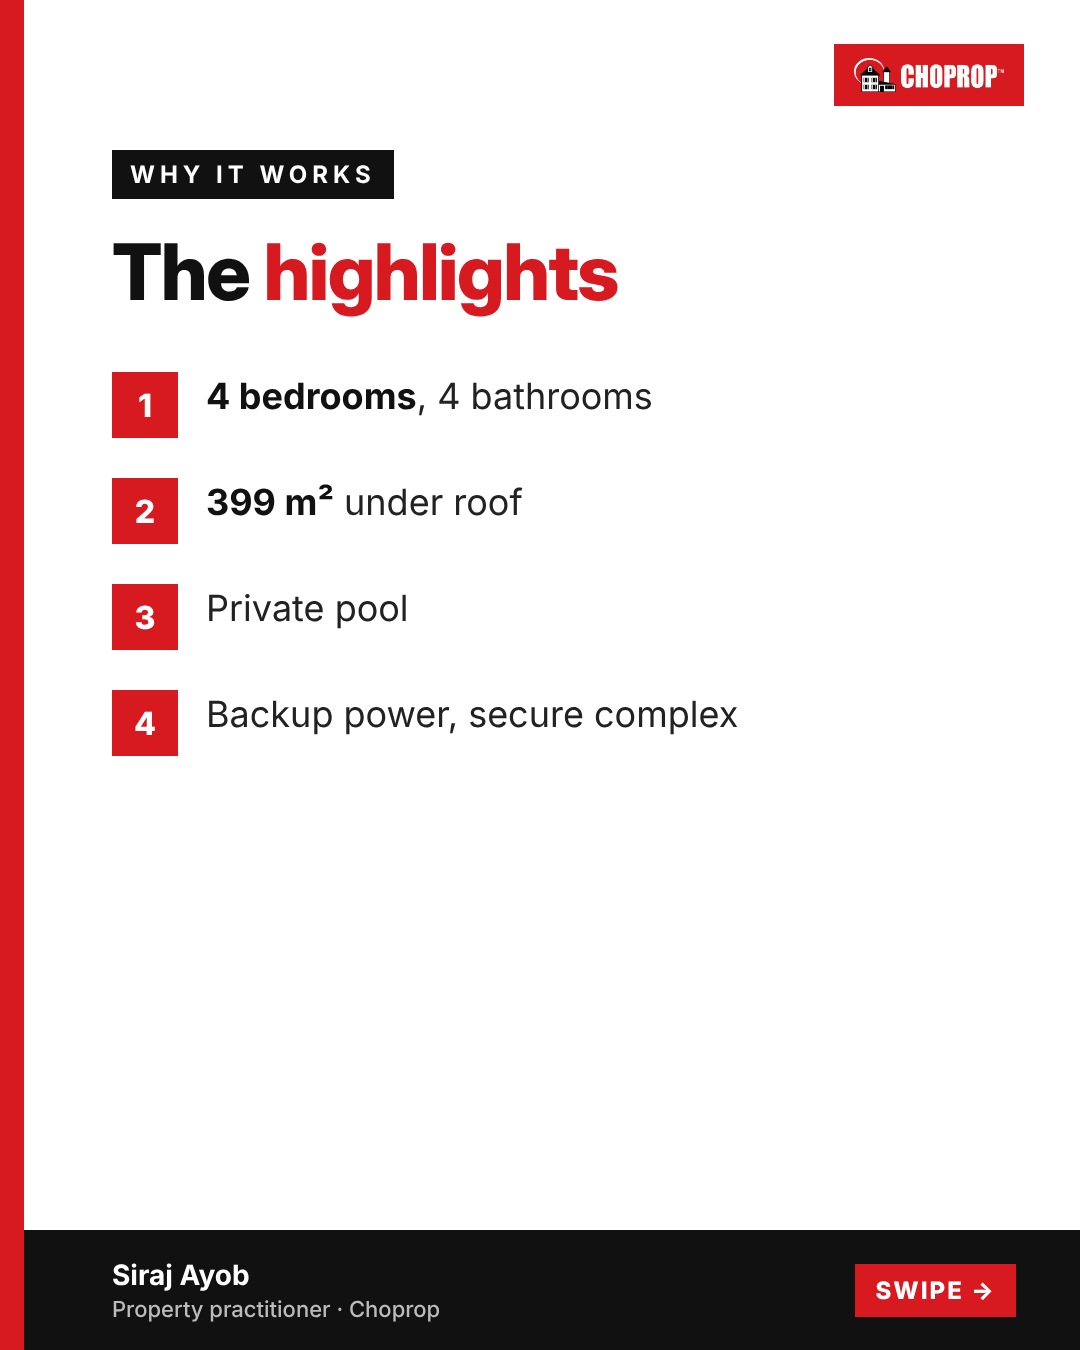 CHOPROP™
WHY IT WORKS
The highlights
1 4 bedrooms, 4 bathrooms
2 399 m² under roof
3 Private pool
4 Backup power, secure complex
Siraj Ayob
Property practitioner · Choprop
SWIPE →